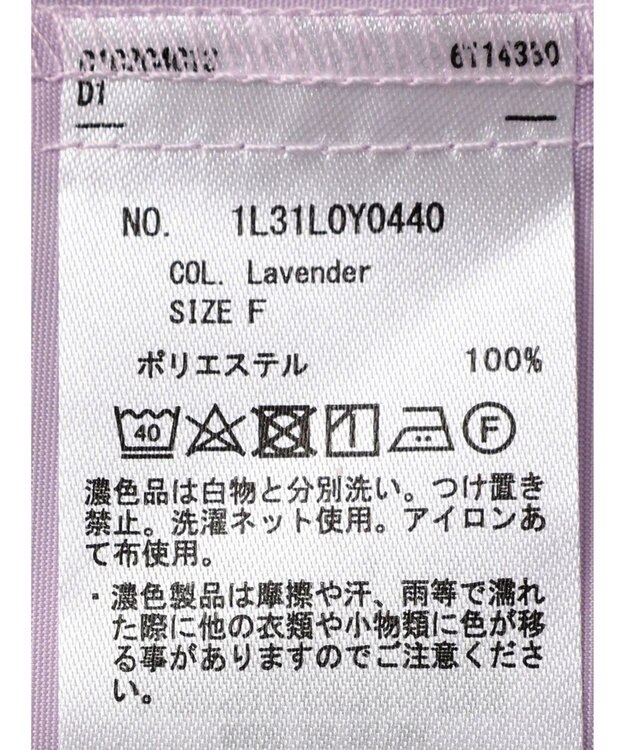 6114380
D1
NO. 1L31L0Y0440
COL. Lavender
SIZE F
ポリエステル 100%
40
F
濃色品は白物と分別洗い。つけ置き
禁止。洗濯ネット使用。アイロンあ
て布使用。
・濃色製品は摩擦や汗、雨等で濡れ
た際に他の衣類や小物類に色が移
る事がありますのでご注意くださ
い。